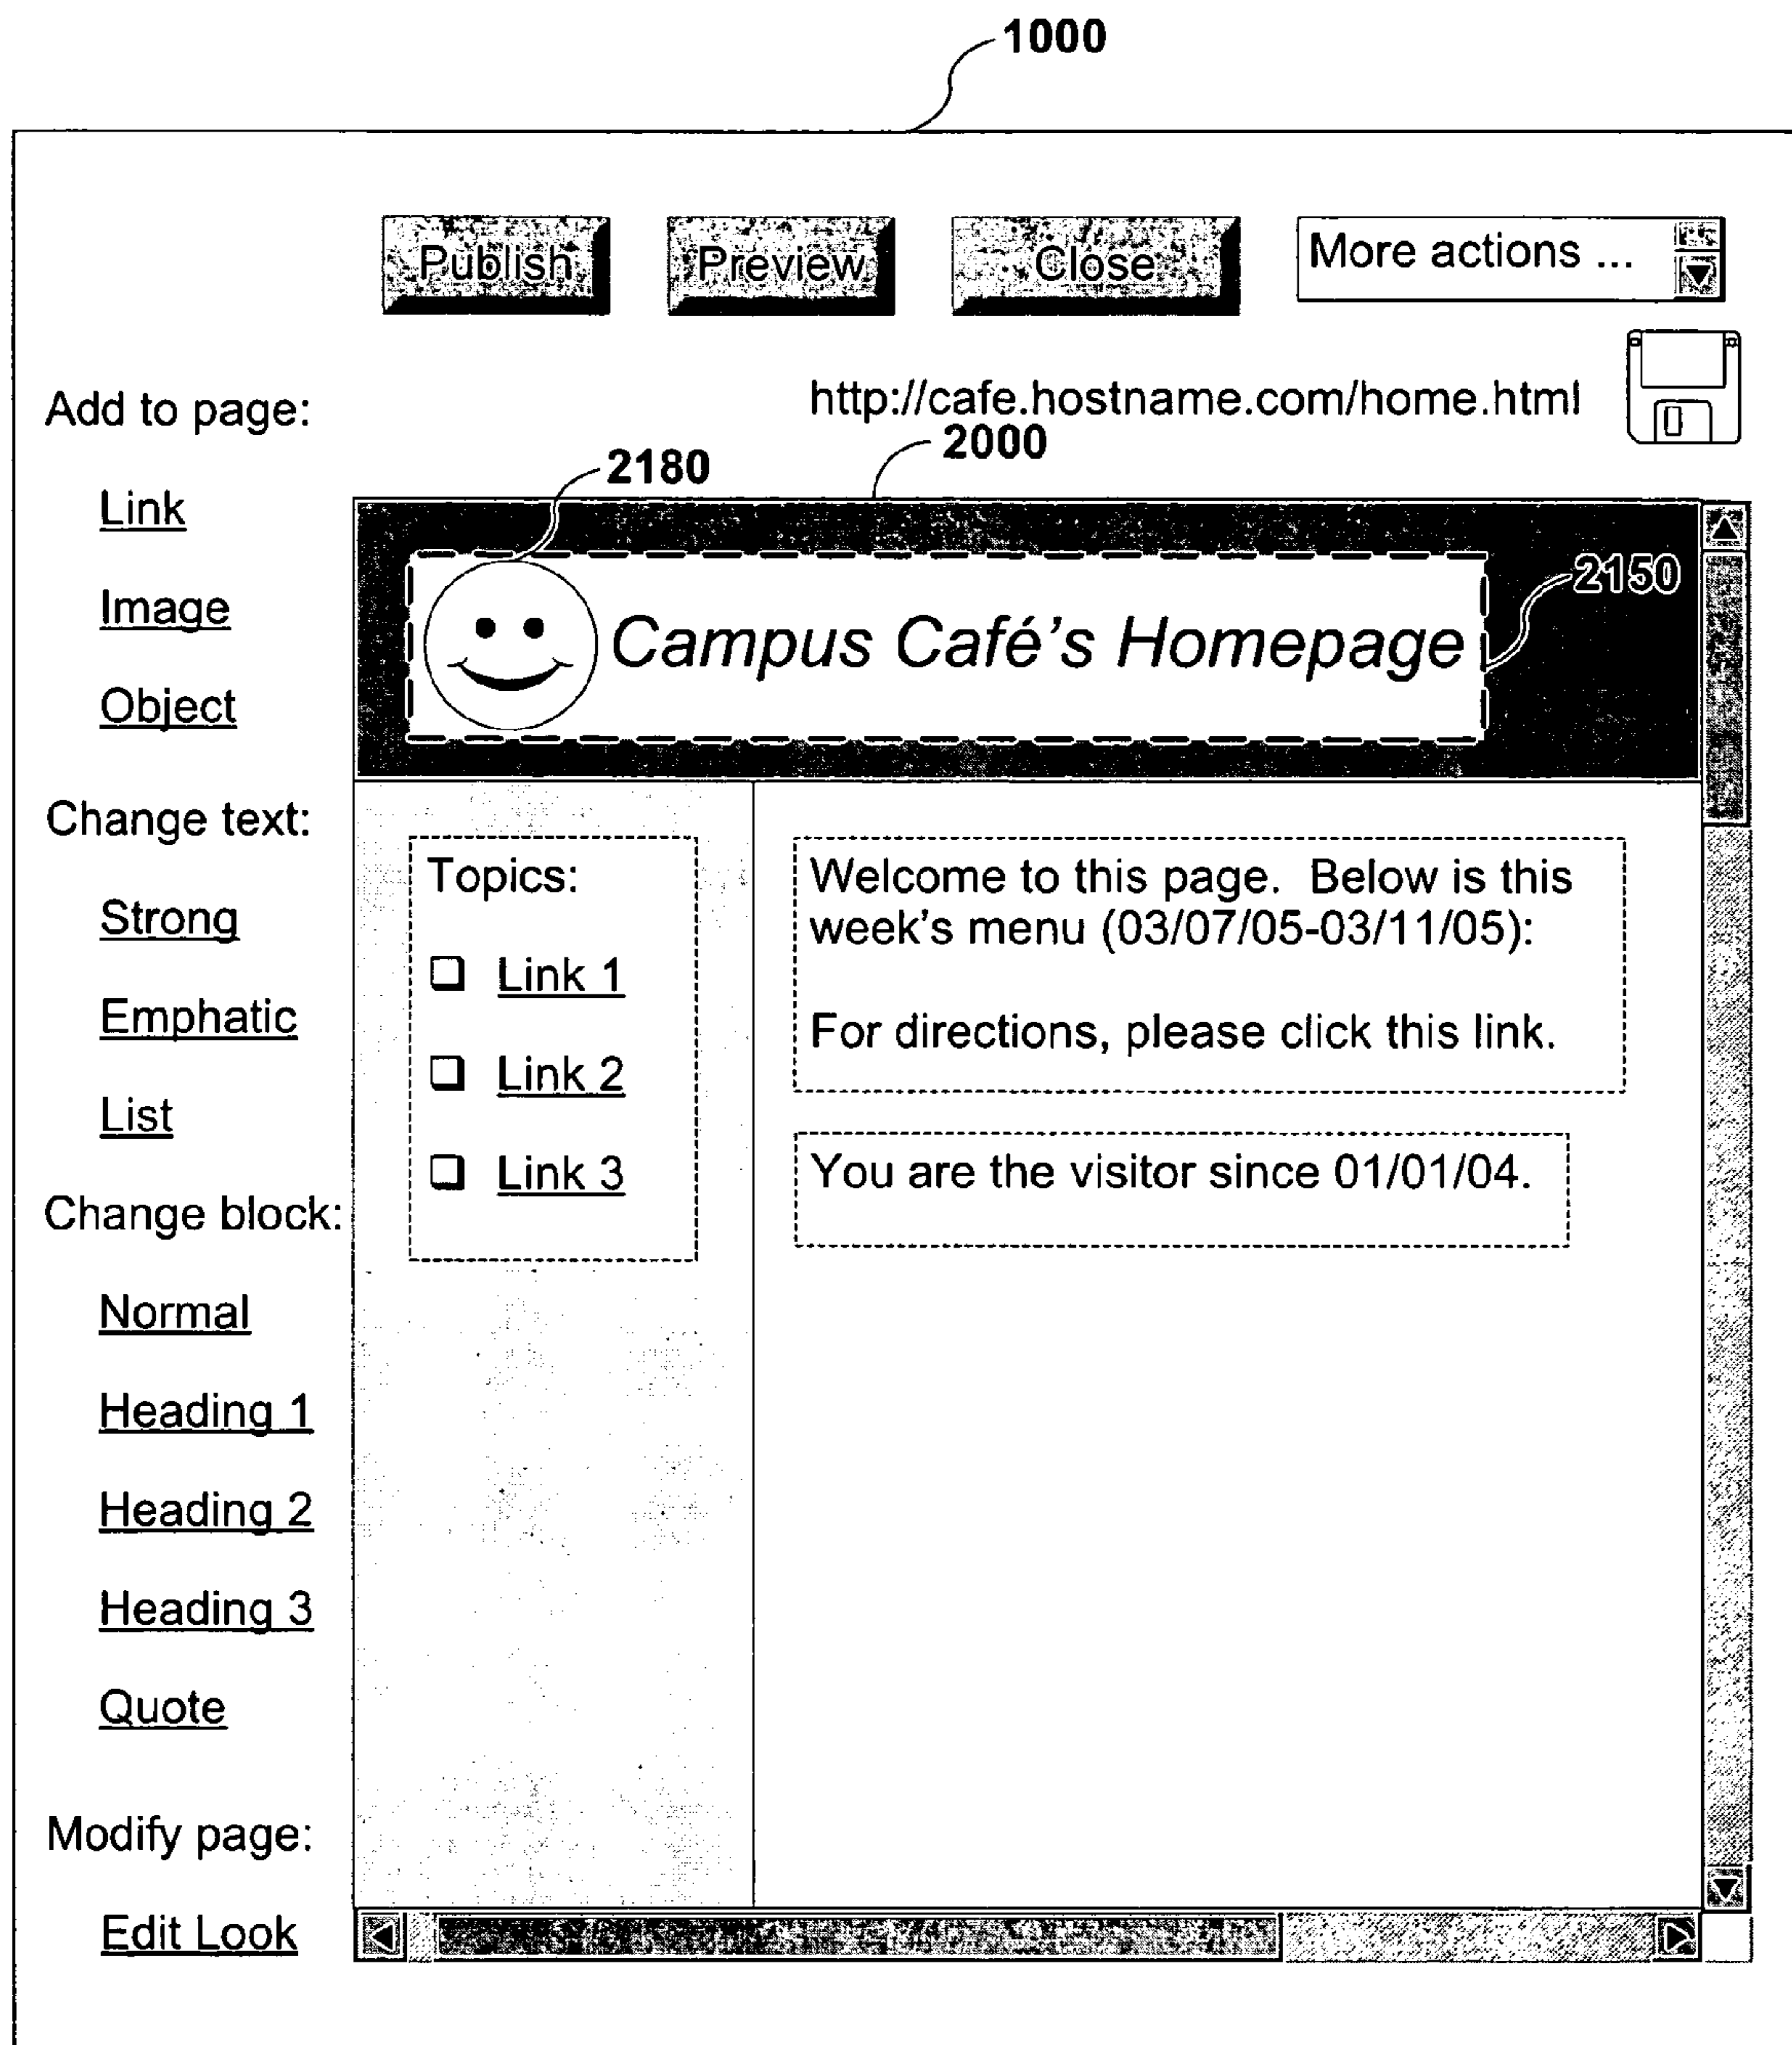 1000
Publish
Preview
Close
More actions ...
http://cafe.hostname.com/home.html
Add to page:
Link
Image
Object
Change text:
Strong
Emphatic
List
Change block:
Normal
Heading 1
Heading 2
Heading 3
Quote
Modify page:
Edit Look
2000
2180
2150
Campus Café's Homepage
Topics:
Link 1
Link 2
Link 3
Welcome to this page. Below is this
week's menu (03/07/05-03/11/05):
For directions, please click this link.
You are the visitor since 01/01/04.